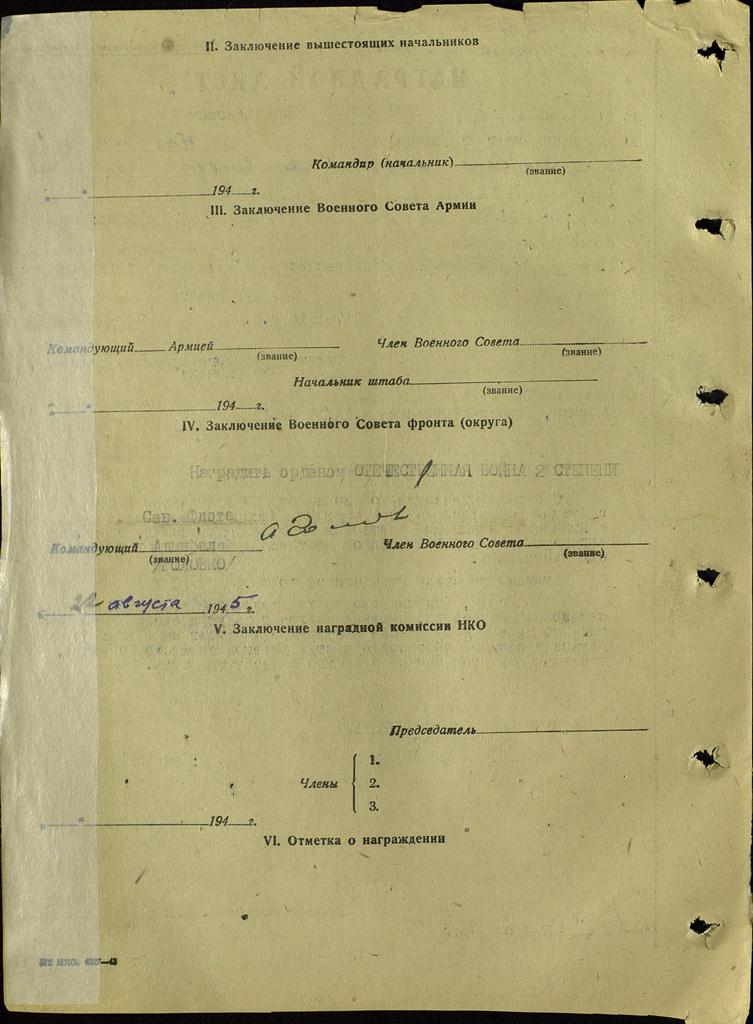 II. Заключение вышестоящих начальников
Командир (начальник)
(звание)
194 г.
III. Заключение Военного Совета Армии
Командующий Армией
(звание)
Член Военного Совета
(звание)
Начальник штаба
(звание)
194 г.
IV. Заключение Военного Совета фронта (округа)
Наградить орденом ОТЕЧЕСТВЕННАЯ ВОЙНА 2 СТЕПЕНИ
Сев. Флота
Командующий Адмирал
(звание)
/ГОЛОВКО/
Член Военного Совета
(звание)
августа 1945 г.
V. Заключение наградной комиссии НКО
Председатель
Члены
1.
2.
3.
194 г.
VI. Отметка о награждении